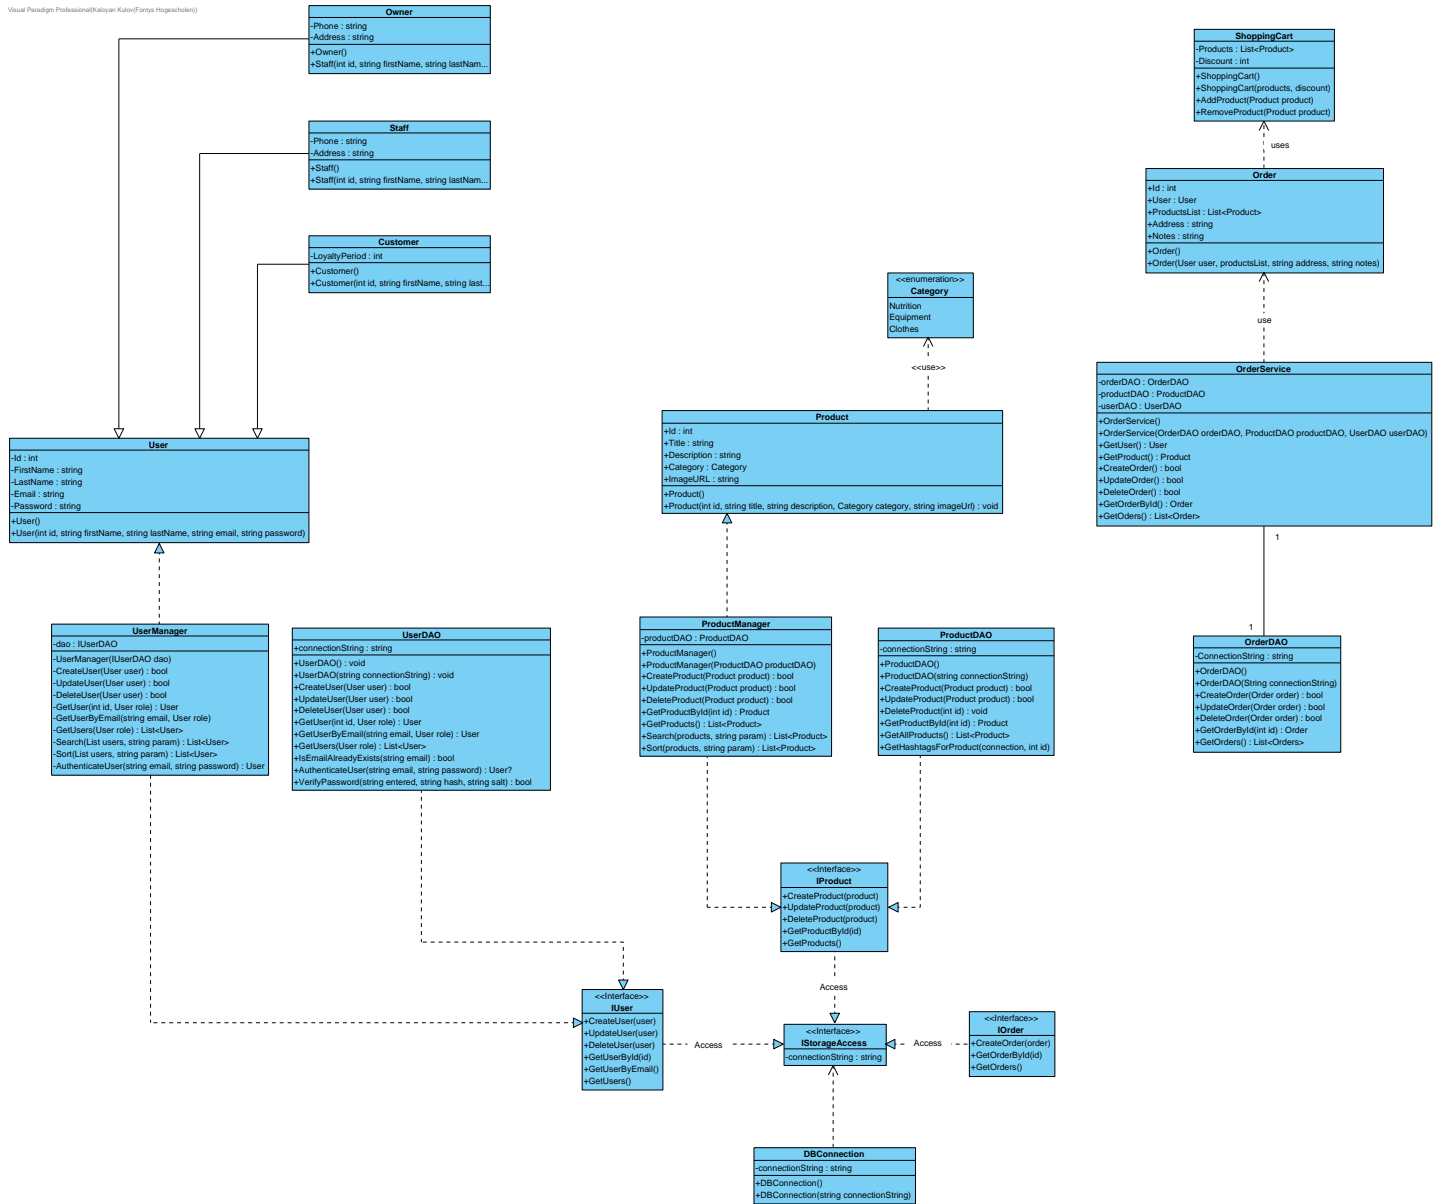 Visual Paradigm Professional(Kaloyan Kulov(Fontys Hogescholen))
Owner
-Phone : string
-Address : string
+Owner()
+Staff(int id, string firstName, string lastNam...
Staff
-Phone : string
-Address : string
+Staff()
+Staff(int id, string firstName, string lastNam...
Customer
-LoyaltyPeriod : int
+Customer()
+Customer(int id, string firstName, string last...
User
-Id : int
-FirstName : string
-LastName : string
-Email : string
-Password : string
+User()
+User(int id, string firstName, string lastName, string email, string password)
UserManager
-dao : IUserDAO
-UserManager(IUserDAO dao)
-CreateUser(User user) : bool
-UpdateUser(User user) : bool
-DeleteUser(User user) : bool
-GetUser(int id, User role) : User
-GetUserByEmail(string email, User role)
-GetUsers(User role) : List<User>
-Search(List users, string param) : List<User>
-Sort(List users, string param) : List<User>
-AuthenticateUser(string email, string password) : User
UserDAO
+connectionString : string
+UserDAO() : void
+UserDAO(string connectionString) : void
+CreateUser(User user) : bool
+UpdateUser(User user) : bool
+DeleteUser(User user) : bool
+GetUser(int id, User role) : User
+GetUserByEmail(string email, User role) : User
+GetUsers(User role) : List<User>
+IsEmailAlreadyExists(string email) : bool
+AuthenticateUser(string email, string password) : User?
+VerifyPassword(string entered, string hash, string salt) : bool
<<enumeration>>
Category
Nutrition
Equipment
Clothes
<<use>>
Product
+Id : int
+Title : string
+Description : string
+Category : Category
+ImageURL : string
+Product()
+Product(int id, string title, string description, Category category, string imageUrl) : void
ProductManager
-productDAO : ProductDAO
+ProductManager()
+ProductManager(ProductDAO productDAO)
+CreateProduct(Product product) : bool
+UpdateProduct(Product product) : bool
+DeleteProduct(Product product) : bool
+GetProductById(int id) : Product
+GetProducts() : List<Product>
+Search(products, string param) : List<Product>
+Sort(products, string param) : List<Product>
ProductDAO
-connectionString : string
+ProductDAO()
+ProductDAO(string connectionString)
+CreateProduct(Product product) : bool
+UpdateProduct(Product product) : bool
+DeleteProduct(int id) : void
+GetProductById(int id) : Product
+GetAllProducts() : List<Product>
+GetHashtagsForProduct(connection, int id)
ShoppingCart
-Products : List<Product>
-Discount : int
+ShoppingCart()
+ShoppingCart(products, discount)
+AddProduct(Product product)
+RemoveProduct(Product product)
uses
Order
+Id : int
+User : User
+ProductsList : List<Product>
+Address : string
+Notes : string
+Order()
+Order(User user, productsList, string address, string notes)
use
OrderService
-orderDAO : OrderDAO
-productDAO : ProductDAO
-userDAO : UserDAO
+OrderService()
+OrderService(OrderDAO orderDAO, ProductDAO productDAO, UserDAO userDAO)
+GetUser() : User
+GetProduct() : Product
+CreateOrder() : bool
+UpdateOrder() : bool
+DeleteOrder() : bool
+GetOrderById() : Order
+GetOders() : List<Order>
1
1
OrderDAO
-ConnectionString : string
+OrderDAO()
+OrderDAO(String connectionString)
+CreateOrder(Order order) : bool
+UpdateOrder(Order order) : bool
+DeleteOrder(Order order) : bool
+GetOrderById(int id) : Order
+GetOrders() : List<Orders>
<<Interface>>
IProduct
+CreateProduct(product)
+UpdateProduct(product)
+DeleteProduct(product)
+GetProductById(id)
+GetProducts()
Access
<<Interface>>
IUser
+CreateUser(user)
+UpdateUser(user)
+DeleteUser(user)
+GetUserById(id)
+GetUserByEmail()
+GetUsers()
Access
<<Interface>>
IStorageAccess
-connectionString : string
Access
<<Interface>>
IOrder
+CreateOrder(order)
+GetOrderById(id)
+GetOrders()
DBConnection
-connectionString : string
+DBConnection()
+DBConnection(string connectionString)